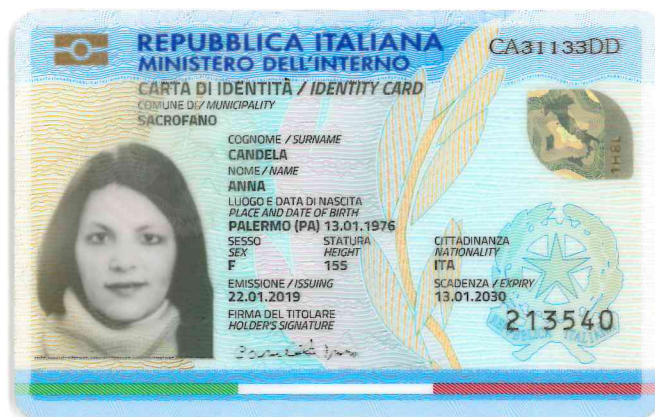 REPUBBLICA ITALIANA
MINISTERO DELL'INTERNO
CA31133DD
CARTA DI IDENTITÀ / IDENTITY CARD
COMUNE DI / MUNICIPALITY
SACROFANO
COGNOME / SURNAME
CANDELA
NOME / NAME
ANNA
LUOGO E DATA DI NASCITA
PLACE AND DATE OF BIRTH
PALERMO (PA) 13.01.1976
SESSO STATURA CITTADINANZA
SEX HEIGHT NATIONALITY
F 155 ITA
EMISSIONE / ISSUING SCADENZA / EXPIRY
22.01.2019 13.01.2030
FIRMA DEL TITOLARE
HOLDER'S SIGNATURE
213540